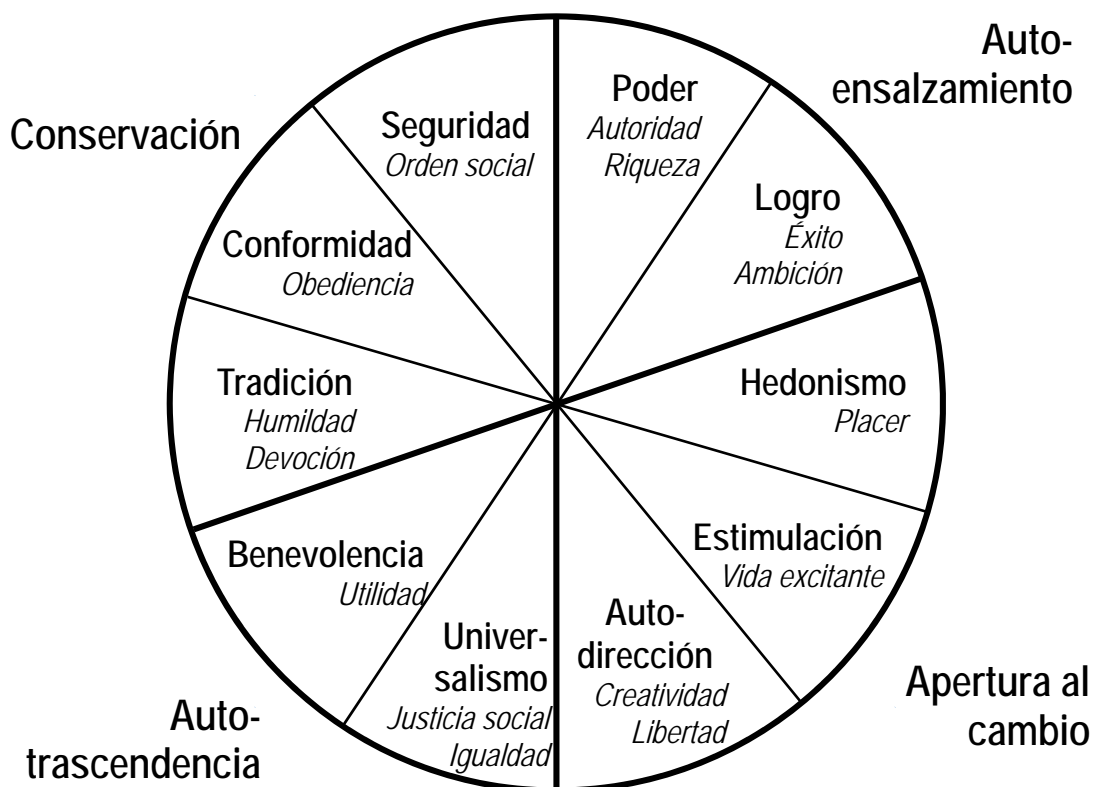 Auto-
ensalzamiento
Conservación
Poder
Autoridad
Riqueza
Seguridad
Orden social
Logro
Éxito
Ambición
Conformidad
Obediencia
Tradición
Humildad
Devoción
Hedonismo
Placer
Benevolencia
Utilidad
Estimulación
Vida excitante
Univer-
salismo
Justicia social
Igualdad
Auto-
dirección
Creatividad
Libertad
Auto-
trascendencia
Apertura al
cambio